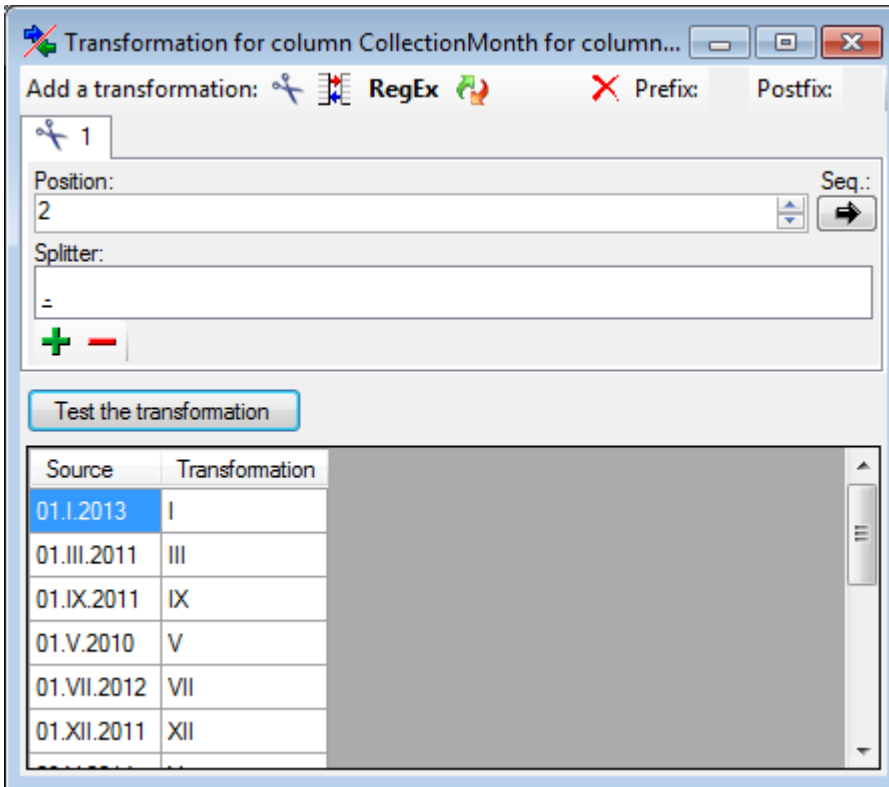 Transformation for column CollectionMonth for column...
Add a transformation: RegEx Prefix: Postfix:
1
Position: Seq.:
2
Splitter:
.
Test the transformation
Source Transformation
01.I.2013 I
01.III.2011 III
01.IX.2011 IX
01.V.2010 V
01.VII.2012 VII
01.XII.2011 XII